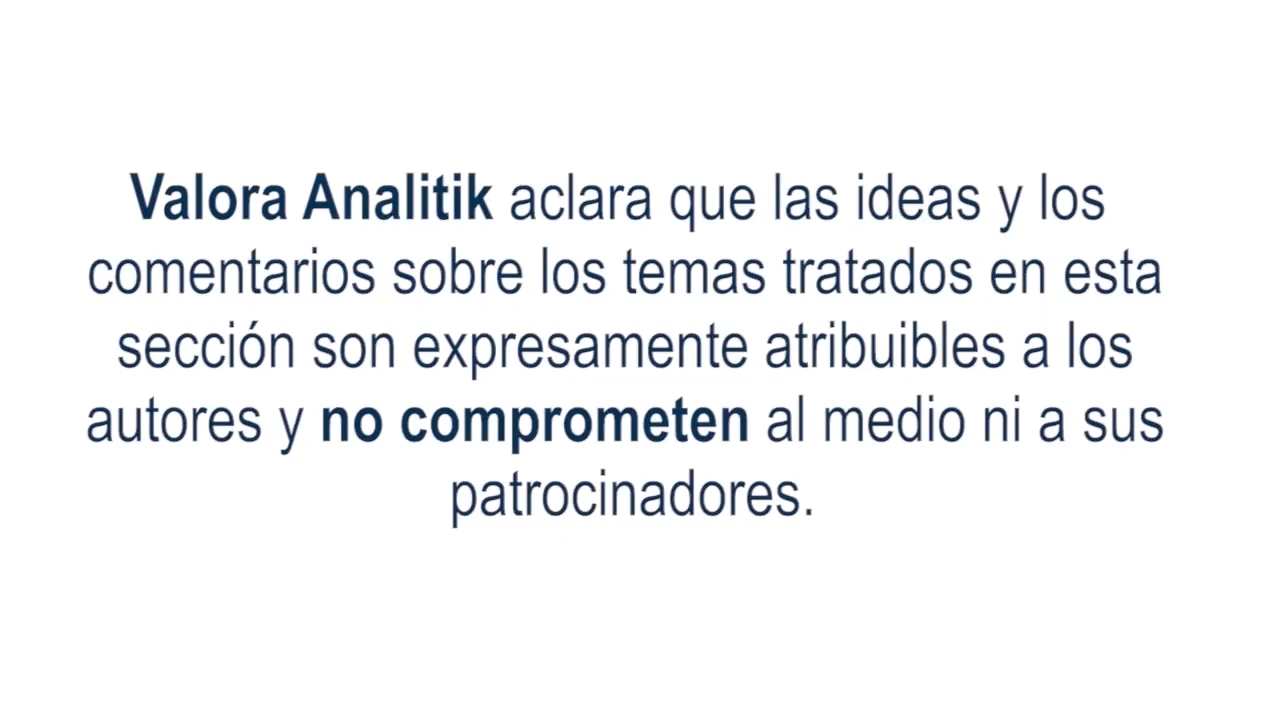 Valora Analitik aclara que las ideas y los
comentarios sobre los temas tratados en esta
sección son expresamente atribuibles a los
autores y no comprometen al medio ni a sus
patrocinadores.